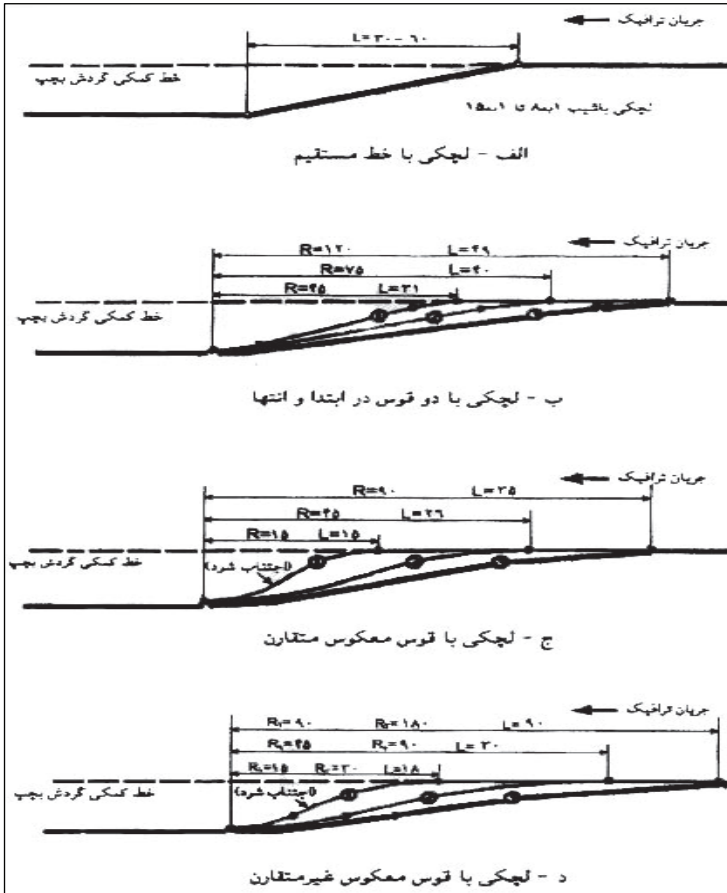 جریان ترافیک
L=۳۰-۶۰
خط کمکی گردش بچپ
لچکی باشیب ۱به۸ تا ۱به۱۵
الف - لچکی با خط مستقیم
جریان ترافیک
R=۱۲۰ L=۴۹
R=۷۵ L=۴۰
R=۴۵ L=۳۱
خط کمکی گردش بچپ
ب - لچکی با دو قوس در ابتدا و انتها
جریان ترافیک
R=۹۰ L=۳۵
R=۴۵ L=۲۶
R=۱۵ L=۱۵
خط کمکی گردش بچپ
(اجتناب شود)
ج - لچکی با قوس معکوس متقارن
جریان ترافیک
R₁=۹۰ R₂=۱۸۰ L=۹۰
R₁=۴۵ R₂=۹۰ L=۳۰
R₁=۱۵ R₂=۳۰ L=۱۸
خط کمکی گردش بچپ
(اجتناب شود)
د - لچکی با قوس معکوس غیرمتقارن